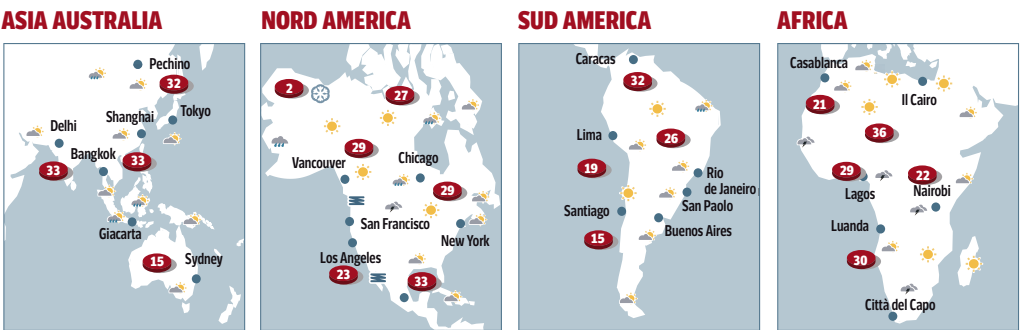 ASIA AUSTRALIA
Pechino
32
Shanghai
Tokyo
Delhi
Bangkok
33
33
Giacarta
15
Sydney
NORD AMERICA
2
27
29
Vancouver
Chicago
29
San Francisco
New York
Los Angeles
23
33
SUD AMERICA
Caracas
32
Lima
26
19
Rio
de Janeiro
San Paolo
Santiago
Buenos Aires
15
AFRICA
Casablanca
Il Cairo
21
36
29
22
Lagos
Nairobi
Luanda
30
Città del Capo